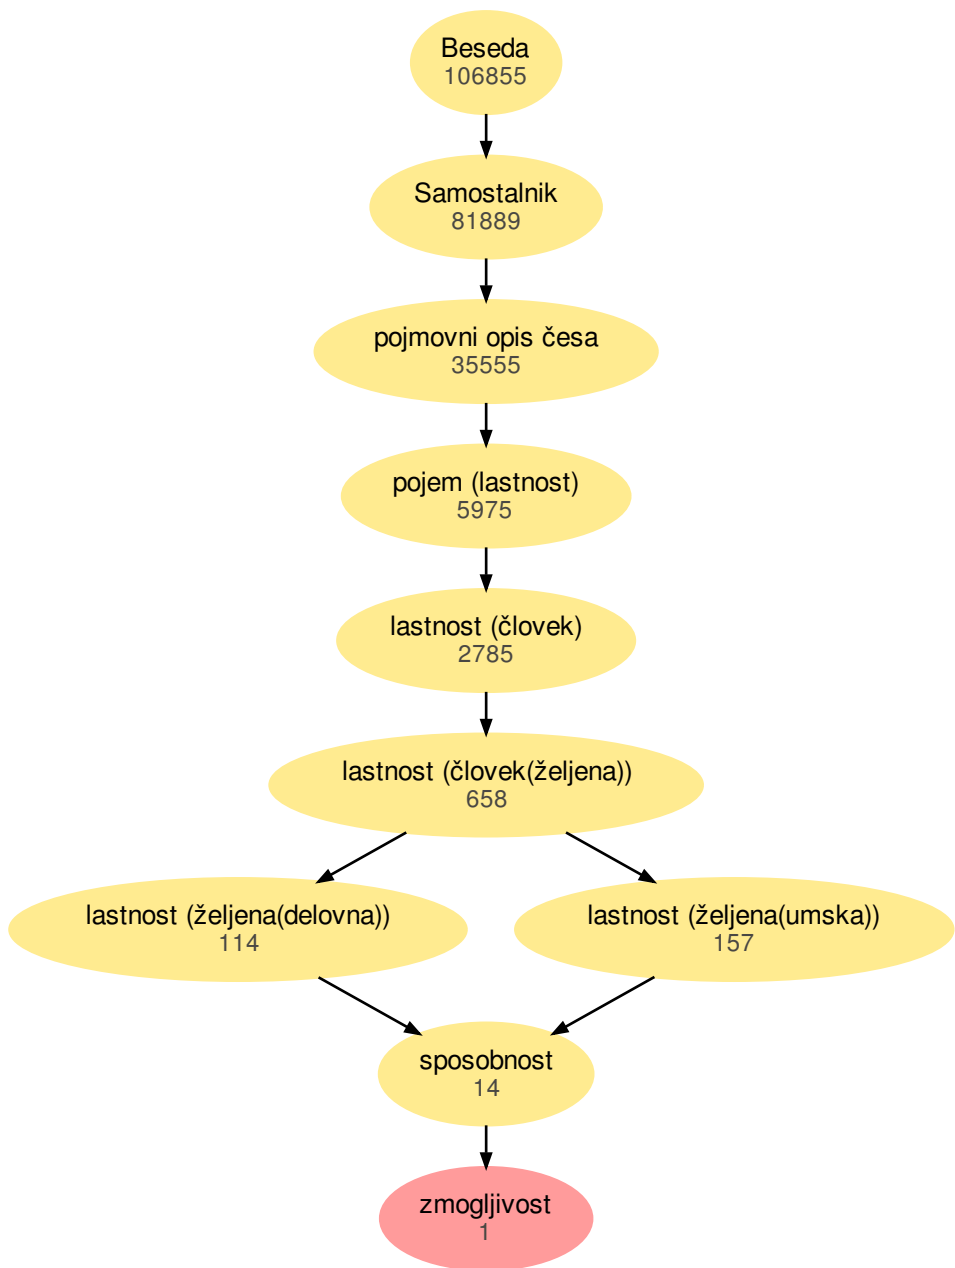 Beseda
106855
Samostalnik
81889
pojmovni opis česa
35555
pojem (lastnost)
5975
lastnost (človek)
2785
lastnost (človek(željena))
658
lastnost (željena(delovna))
114
lastnost (željena(umska))
157
sposobnost
14
zmogljivost
1